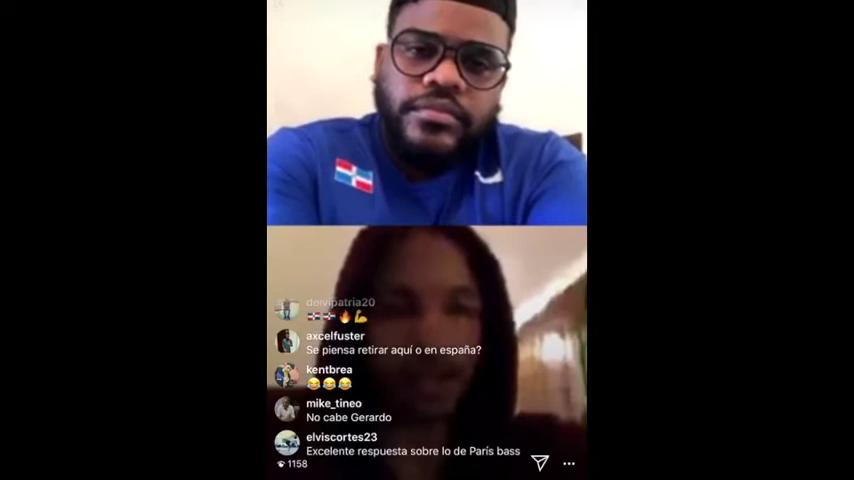 deivipatria20
🇩🇴🇩🇴🔥💪
axcelfuster
Se piensa retirar aquí o en españa?
kentbrea
😂😂😂
mike_tineo
No cabe Gerardo
elviscortes23
Excelente respuesta sobre lo de París bass
1158